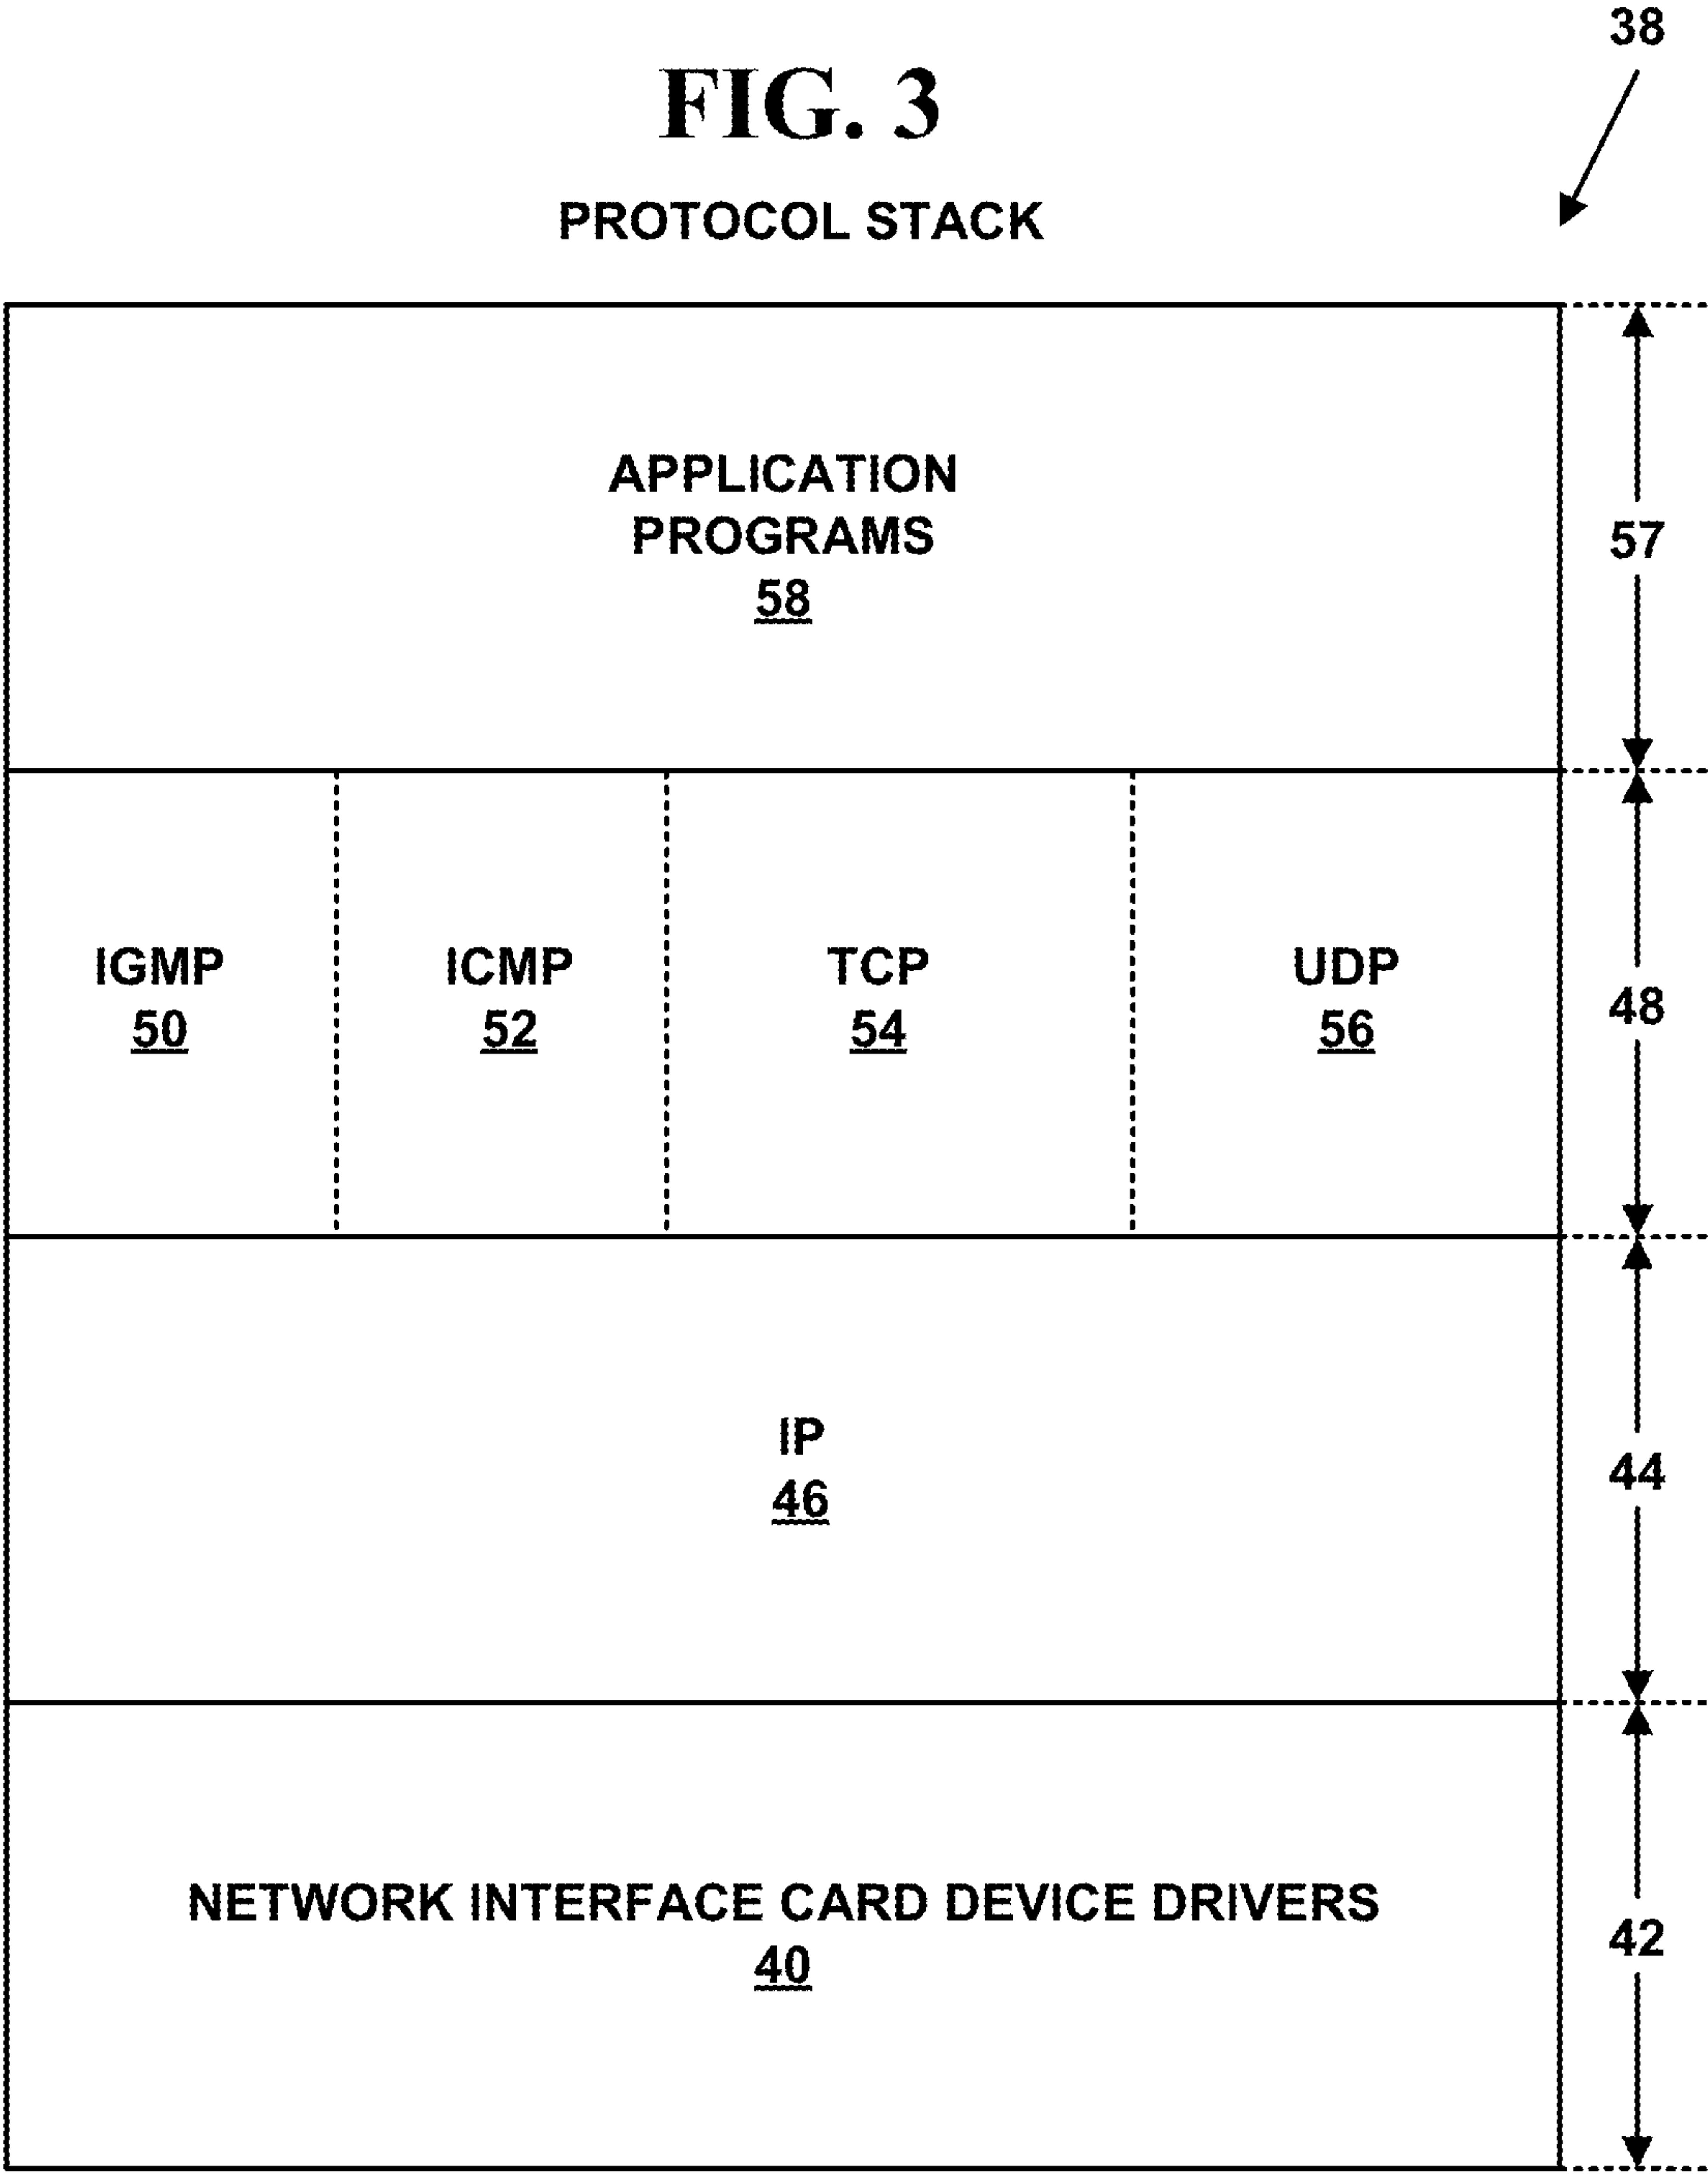 38
FIG. 3
PROTOCOL STACK
APPLICATION
PROGRAMS
58
57
IGMP
50
ICMP
52
TCP
54
UDP
56
48
IP
46
44
NETWORK INTERFACE CARD DEVICE DRIVERS
40
42